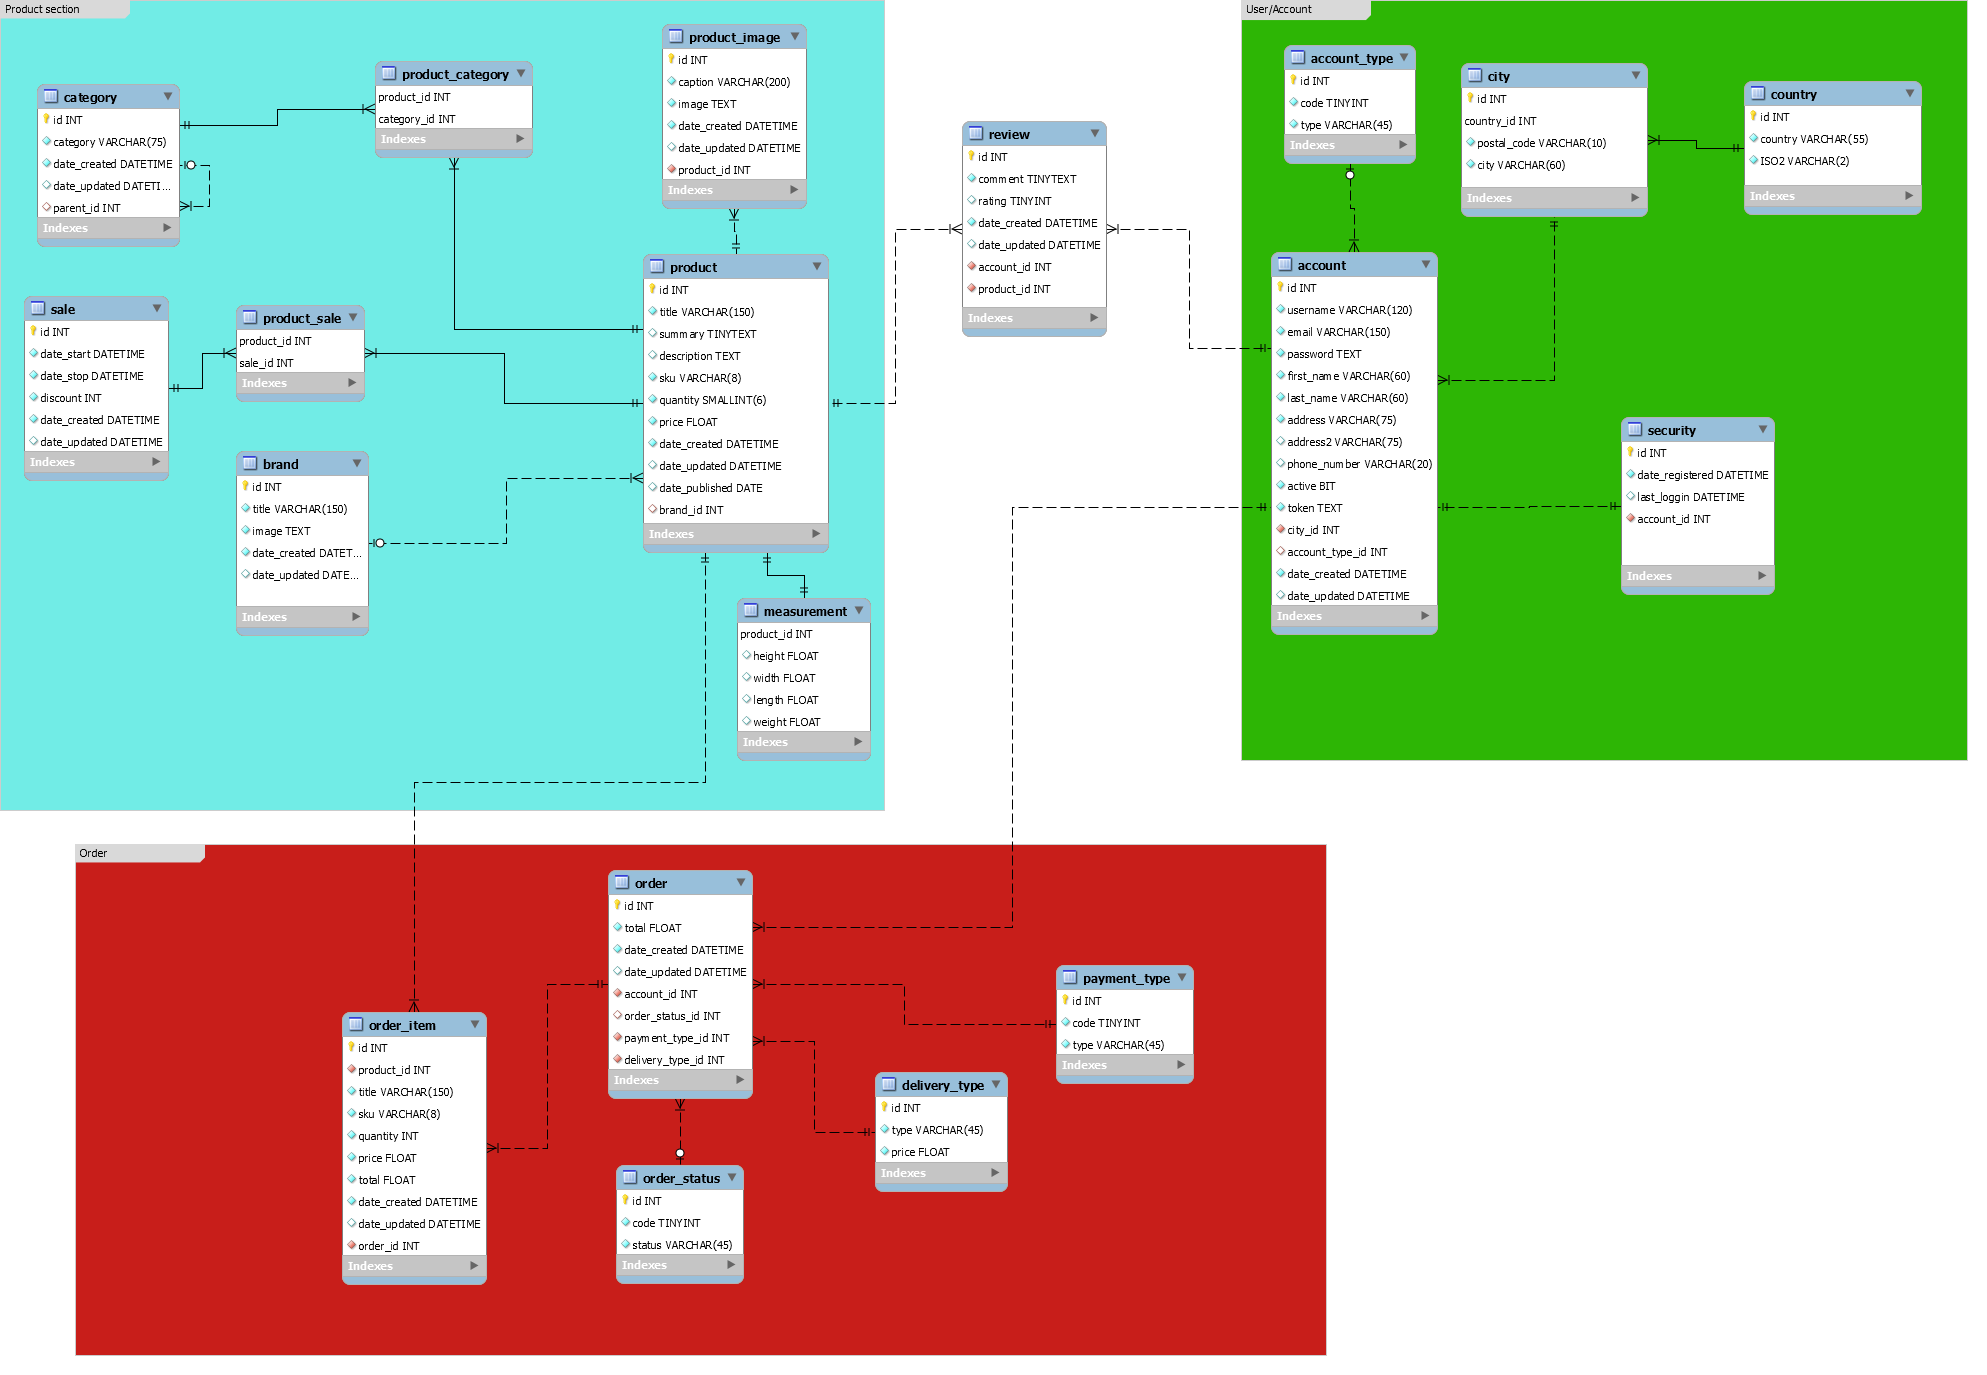 Product section
category
id INT
category VARCHAR(75)
date_created DATETIME
date_updated DATETI...
parent_id INT
Indexes
product_category
product_id INT
category_id INT
Indexes
product_image
id INT
caption VARCHAR(200)
image TEXT
date_created DATETIME
date_updated DATETIME
product_id INT
Indexes
sale
id INT
date_start DATETIME
date_stop DATETIME
discount INT
date_created DATETIME
date_updated DATETIME
Indexes
product_sale
product_id INT
sale_id INT
Indexes
brand
id INT
title VARCHAR(150)
image TEXT
date_created DATET...
date_updated DATE...
Indexes
product
id INT
title VARCHAR(150)
summary TINYTEXT
description TEXT
sku VARCHAR(8)
quantity SMALLINT(6)
price FLOAT
date_created DATETIME
date_updated DATETIME
date_published DATE
brand_id INT
Indexes
measurement
product_id INT
height FLOAT
width FLOAT
length FLOAT
weight FLOAT
Indexes
review
id INT
comment TINYTEXT
rating TINYINT
date_created DATETIME
date_updated DATETIME
account_id INT
product_id INT
Indexes
User/Account
account_type
id INT
code TINYINT
type VARCHAR(45)
Indexes
city
id INT
country_id INT
postal_code VARCHAR(10)
city VARCHAR(60)
Indexes
country
id INT
country VARCHAR(55)
ISO2 VARCHAR(2)
Indexes
account
id INT
username VARCHAR(120)
email VARCHAR(150)
password TEXT
first_name VARCHAR(60)
last_name VARCHAR(60)
address VARCHAR(75)
address2 VARCHAR(75)
phone_number VARCHAR(20)
active BIT
token TEXT
city_id INT
account_type_id INT
date_created DATETIME
date_updated DATETIME
Indexes
security
id INT
date_registered DATETIME
last_loggin DATETIME
account_id INT
Indexes
Order
order
id INT
total FLOAT
date_created DATETIME
date_updated DATETIME
account_id INT
order_status_id INT
payment_type_id INT
delivery_type_id INT
Indexes
order_item
id INT
product_id INT
title VARCHAR(150)
sku VARCHAR(8)
quantity INT
price FLOAT
total FLOAT
date_created DATETIME
date_updated DATETIME
order_id INT
Indexes
order_status
id INT
code TINYINT
status VARCHAR(45)
Indexes
delivery_type
id INT
type VARCHAR(45)
price FLOAT
Indexes
payment_type
id INT
code TINYINT
type VARCHAR(45)
Indexes